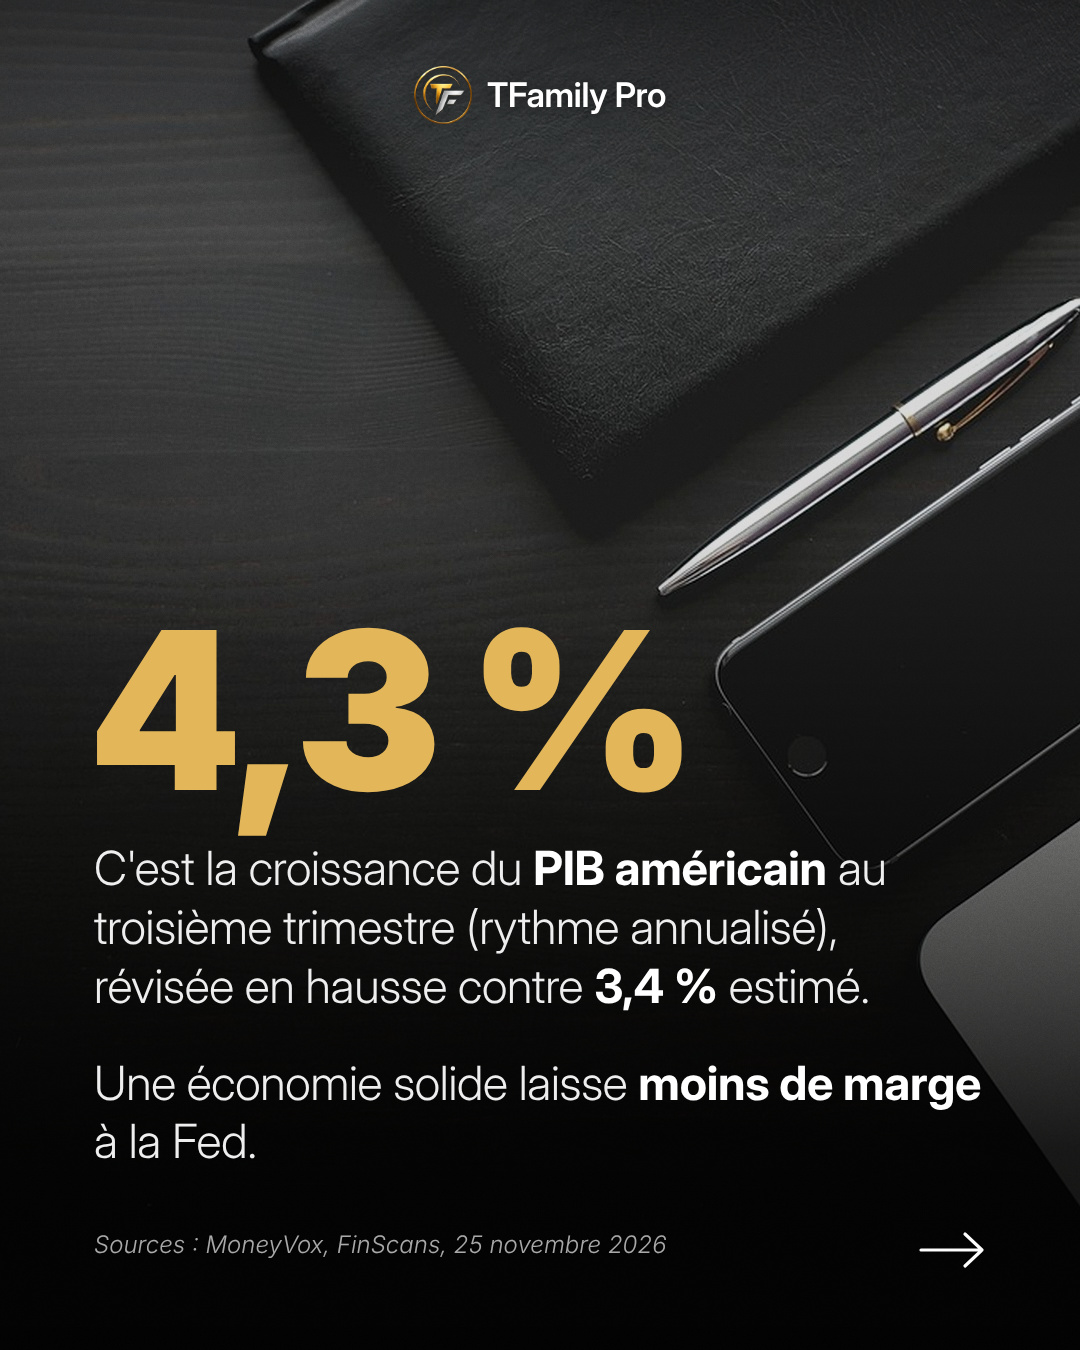 TFamily Pro
4,3 %
C'est la croissance du PIB américain au
troisième trimestre (rythme annualisé),
révisée en hausse contre 3,4 % estimé.
Une économie solide laisse moins de marge
à la Fed.
Sources : MoneyVox, FinScans, 25 novembre 2026